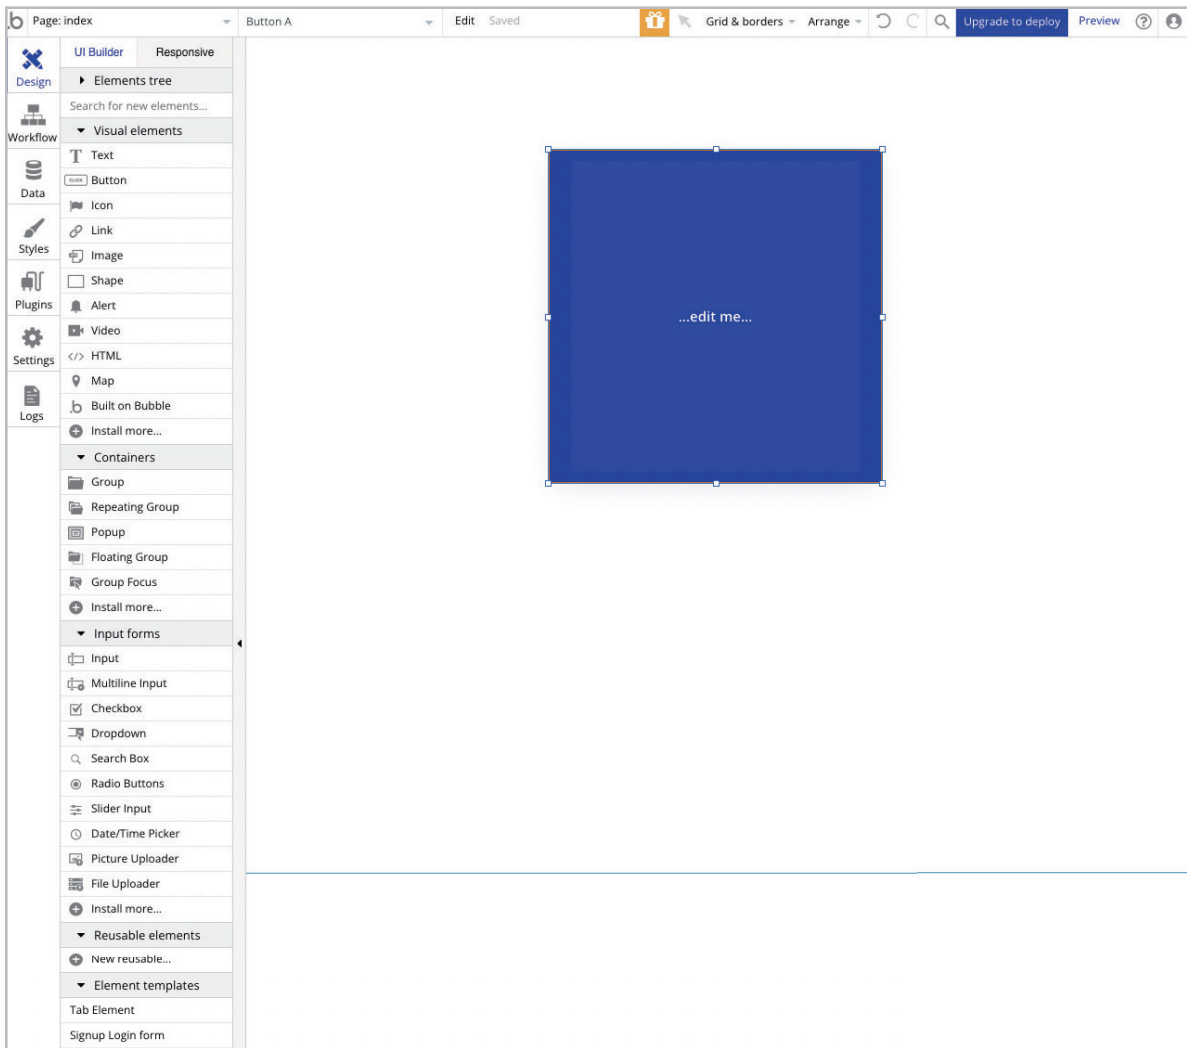 .b Page: index Button A Edit Saved Grid & borders Arrange Upgrade to deploy Preview ?
Design
Workflow
Data
Styles
Plugins
Settings
Logs
UI Builder Responsive
Elements tree
Search for new elements...
Visual elements
Text
CLICK Button
Icon
Link
Image
Shape
Alert
Video
</> HTML
Map
.b Built on Bubble
Install more...
Containers
Group
Repeating Group
Popup
Floating Group
Group Focus
Install more...
Input forms
Input
Multiline Input
Checkbox
Dropdown
Search Box
Radio Buttons
Slider Input
Date/Time Picker
Picture Uploader
File Uploader
Install more...
Reusable elements
New reusable...
Element templates
Tab Element
Signup Login form
...edit me...